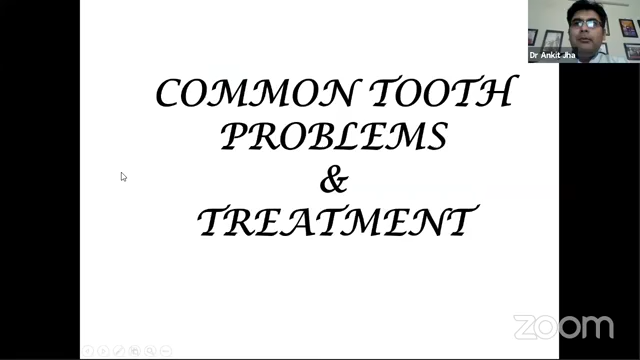 Dr Ankit Jha
COMMON TOOTH
PROBLEMS
&
TREATMENT
zoom